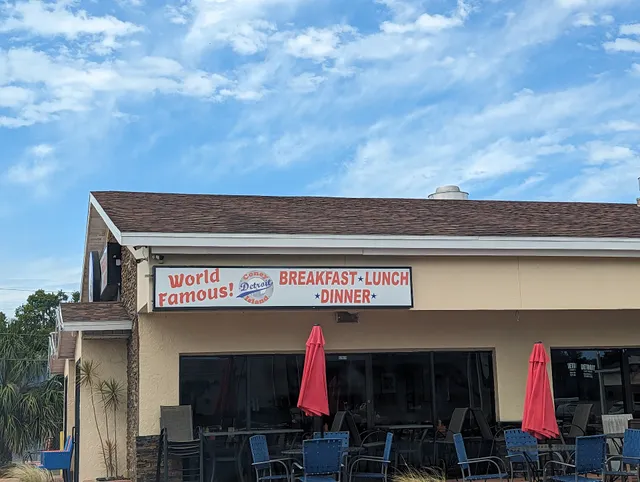 World
Famous!
Coney
Detroit
Island
BREAKFAST★LUNCH
★DINNER★